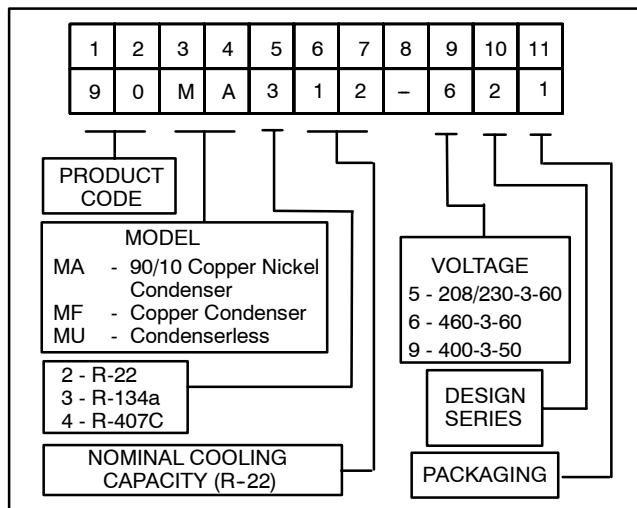 1 2 3 4 5 6 7 8 9 10 11
9 0 M A 3 1 2 – 6 2 1
PRODUCT
CODE
MODEL
MA - 90/10 Copper Nickel
Condenser
MF - Copper Condenser
MU - Condenserless
2 - R-22
3 - R-134a
4 - R-407C
NOMINAL COOLING
CAPACITY (R-22)
VOLTAGE
5 - 208/230-3-60
6 - 460-3-60
9 - 400-3-50
DESIGN
SERIES
PACKAGING